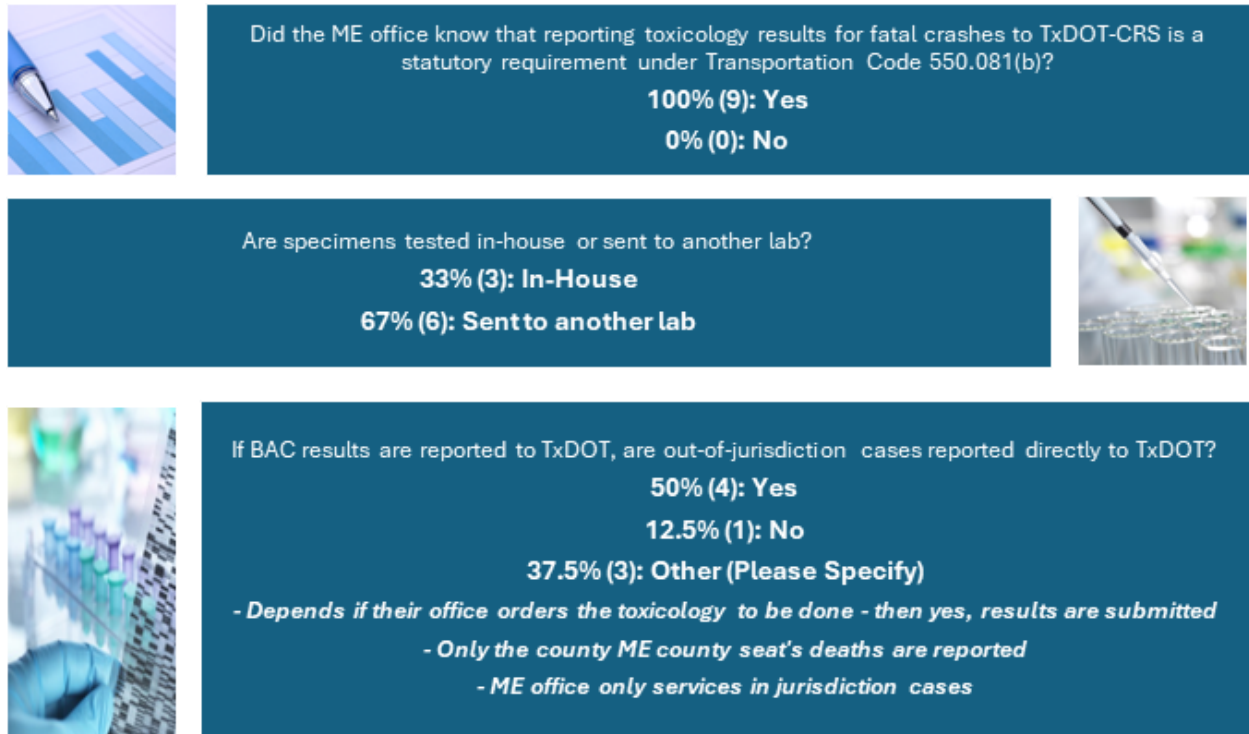 Did the ME office know that reporting toxicology results for fatal crashes to TxDOT-CRS is a
statutory requirement under Transportation Code 550.081(b)?
100% (9): Yes
0% (0): No
Are specimens tested in-house or sent to another lab?
33% (3): In-House
67% (6): Sent to another lab
If BAC results are reported to TxDOT, are out-of-jurisdiction cases reported directly to TxDOT?
50% (4): Yes
12.5% (1): No
37.5% (3): Other (Please Specify)
- Depends if their office orders the toxicology to be done - then yes, results are submitted
- Only the county ME county seat's deaths are reported
- ME office only services in jurisdiction cases